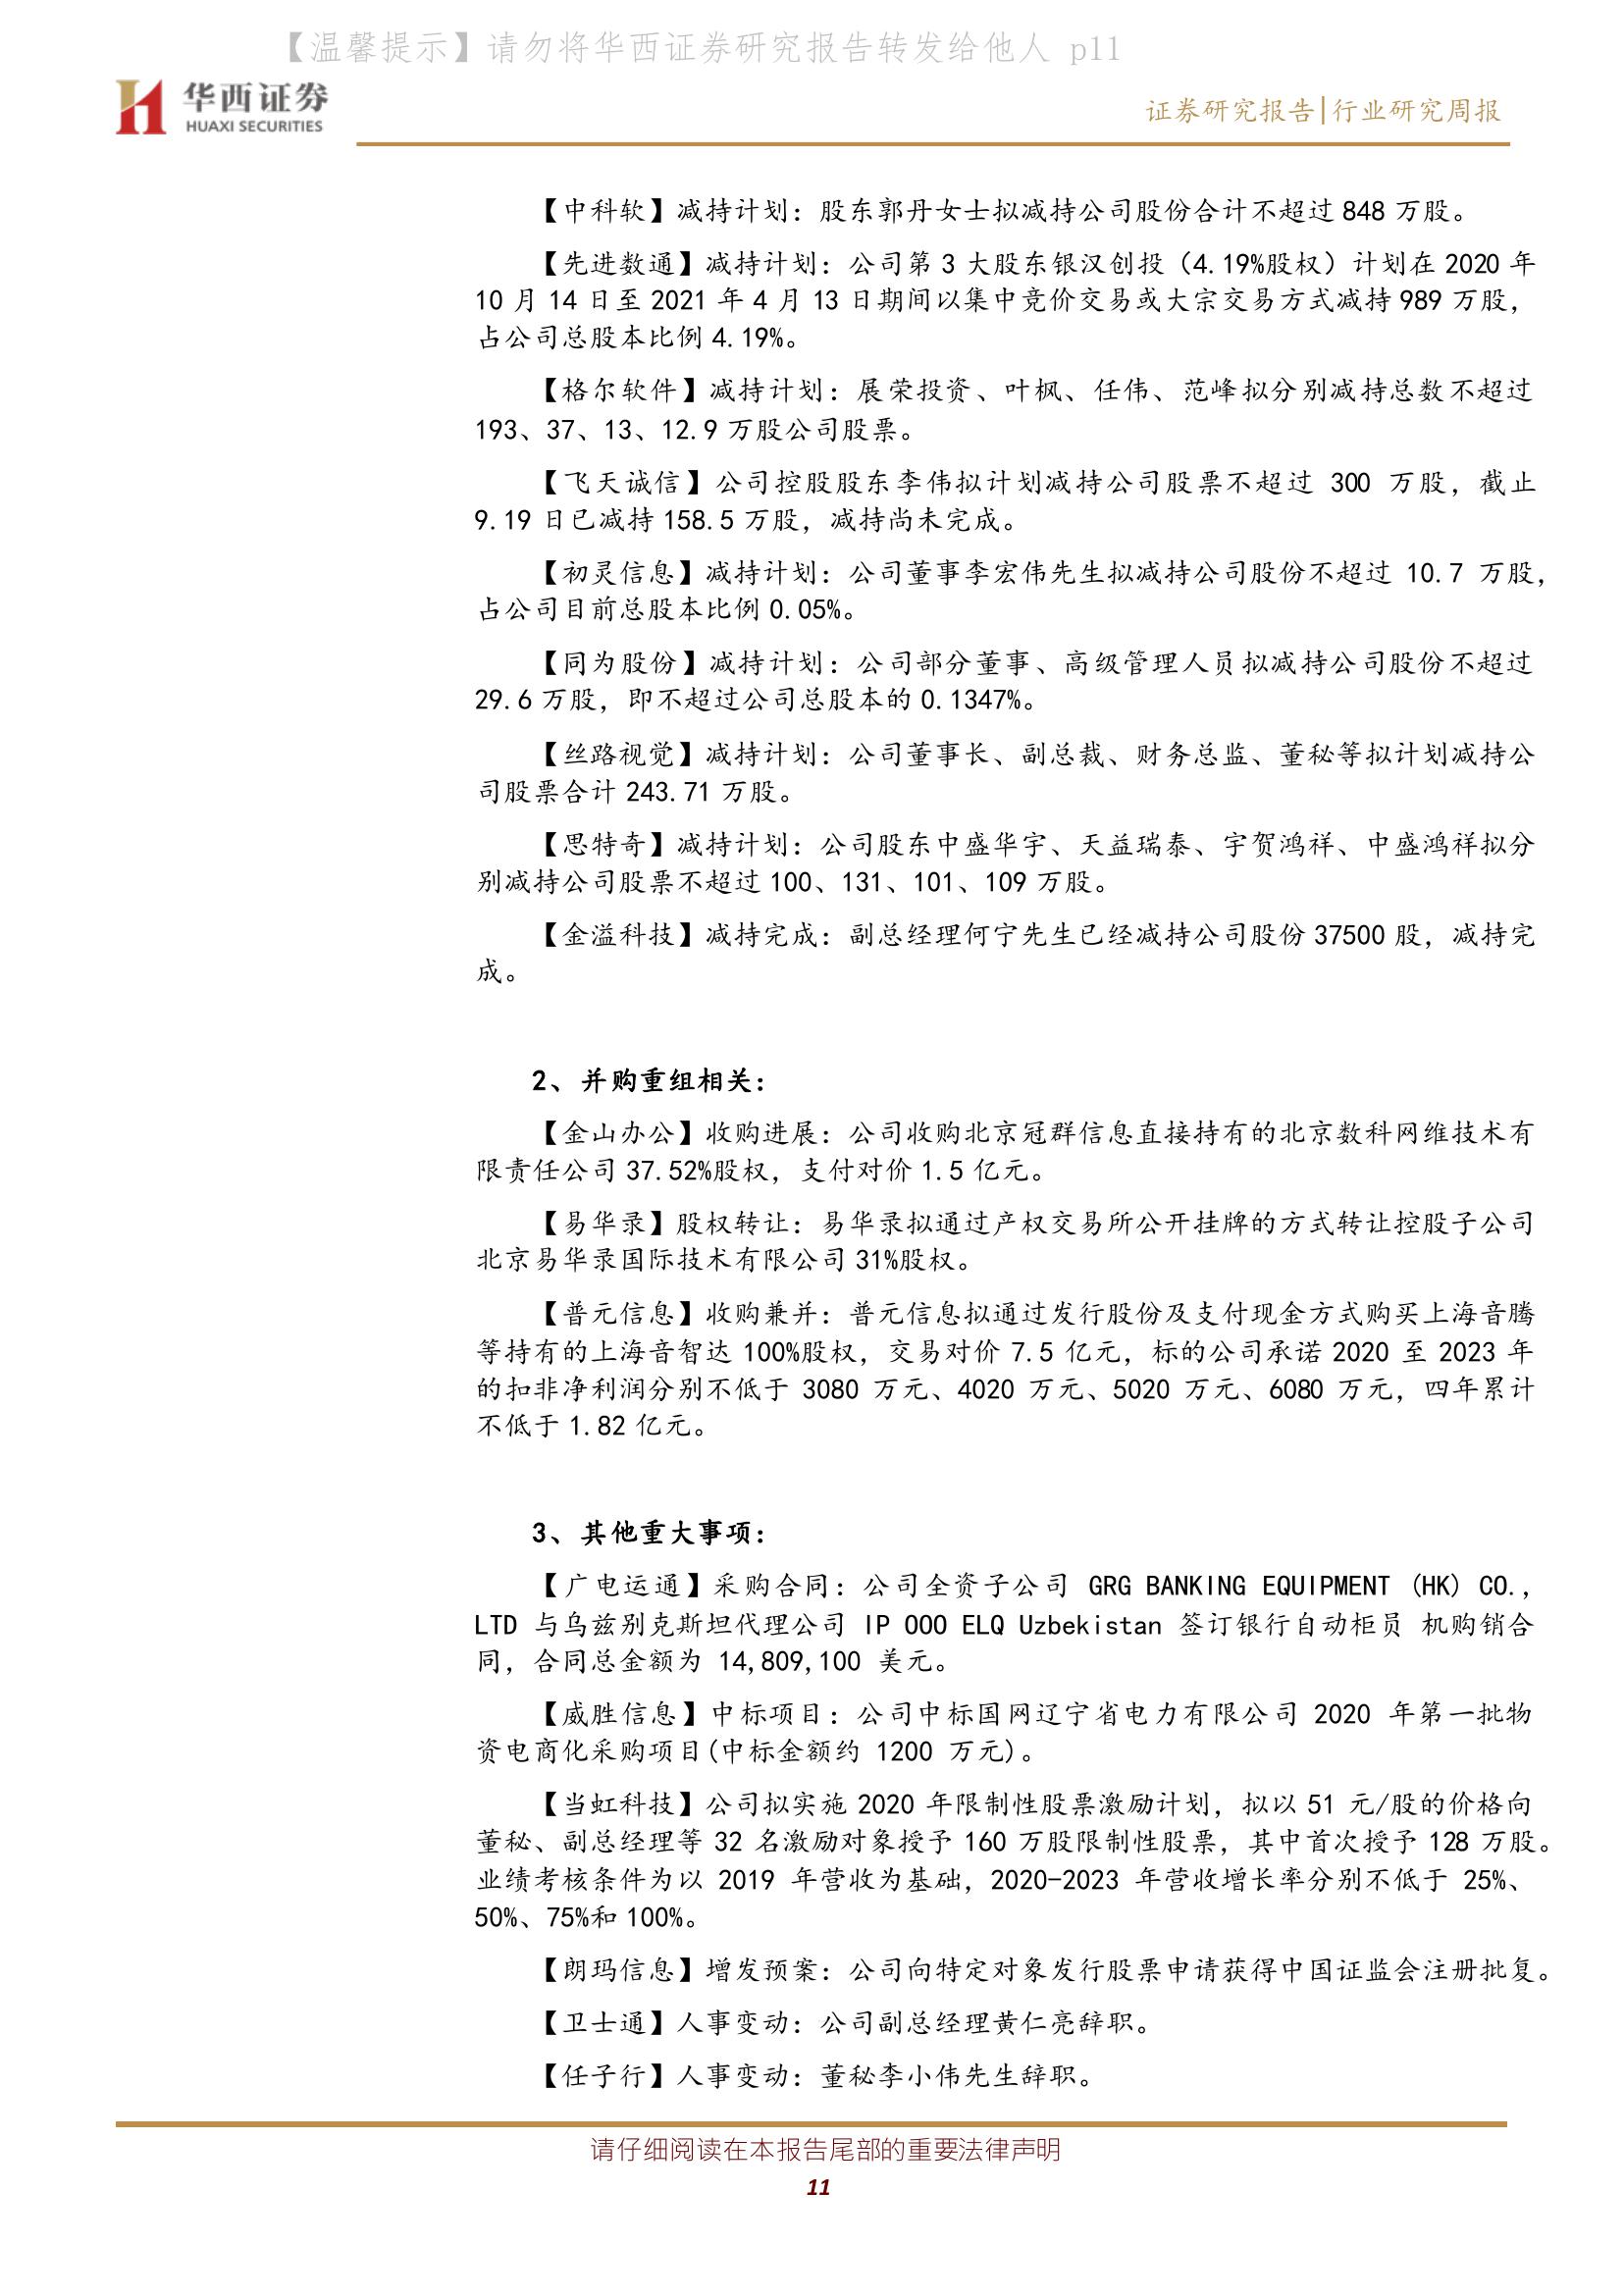 【温馨提示】请勿将华西证券研究报告转发给他人 p11
华西证券
HUAXI SECURITIES
证券研究报告|行业研究周报
【中科软】减持计划：股东郭丹女士拟减持公司股份合计不超过 848 万股。
【先进数通】减持计划：公司第 3 大股东银汉创投（4.19%股权）计划在 2020 年
10 月 14 日至 2021 年 4 月 13 日期间以集中竞价交易或大宗交易方式减持 989 万股，
占公司总股本比例 4.19%。
【格尔软件】减持计划：展荣投资、叶枫、任伟、范峰拟分别减持总数不超过
193、37、13、12.9 万股公司股票。
【飞天诚信】公司控股股东李伟拟计划减持公司股票不超过 300 万股，截止
9.19 日已减持 158.5 万股，减持尚未完成。
【初灵信息】减持计划：公司董事李宏伟先生拟减持公司股份不超过 10.7 万股，
占公司目前总股本比例 0.05%。
【同为股份】减持计划：公司部分董事、高级管理人员拟减持公司股份不超过
29.6 万股，即不超过公司总股本的 0.1347%。
【丝路视觉】减持计划：公司董事长、副总裁、财务总监、董秘等拟计划减持公
司股票合计 243.71 万股。
【思特奇】减持计划：公司股东中盛华宇、天益瑞泰、宇贺鸿祥、中盛鸿祥拟分
别减持公司股票不超过 100、131、101、109 万股。
【金溢科技】减持完成：副总经理何宁先生已经减持公司股份 37500 股，减持完
成。
2、并购重组相关：
【金山办公】收购进展：公司收购北京冠群信息直接持有的北京数科网维技术有
限责任公司 37.52%股权，支付对价 1.5 亿元。
【易华录】股权转让：易华录拟通过产权交易所公开挂牌的方式转让控股子公司
北京易华录国际技术有限公司 31%股权。
【普元信息】收购兼并：普元信息拟通过发行股份及支付现金方式购买上海音腾
等持有的上海音智达 100%股权，交易对价 7.5 亿元，标的公司承诺 2020 至 2023 年
的扣非净利润分别不低于 3080 万元、4020 万元、5020 万元、6080 万元，四年累计
不低于 1.82 亿元。
3、其他重大事项：
【广电运通】采购合同：公司全资子公司 GRG BANKING EQUIPMENT (HK) CO.,
LTD 与乌兹别克斯坦代理公司 IP OOO ELQ Uzbekistan 签订银行自动柜员 机购销合
同，合同总金额为 14,809,100 美元。
【威胜信息】中标项目：公司中标国网辽宁省电力有限公司 2020 年第一批物
资电商化采购项目(中标金额约 1200 万元)。
【当虹科技】公司拟实施 2020 年限制性股票激励计划，拟以 51 元/股的价格向
董秘、副总经理等 32 名激励对象授予 160 万股限制性股票，其中首次授予 128 万股。
业绩考核条件为以 2019 年营收为基础，2020-2023 年营收增长率分别不低于 25%、
50%、75%和 100%。
【朗玛信息】增发预案：公司向特定对象发行股票申请获得中国证监会注册批复。
【卫士通】人事变动：公司副总经理黄仁亮辞职。
【任子行】人事变动：董秘李小伟先生辞职。
请仔细阅读在本报告尾部的重要法律声明
11